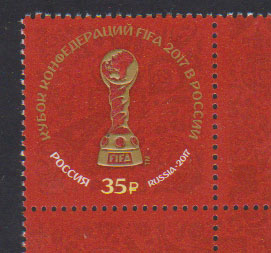 КУБОК КОНФЕДЕРАЦИЙ FIFA 2017 В РОССИИ
FIFA
РОССИЯ
35₽
RUSSIA•2017